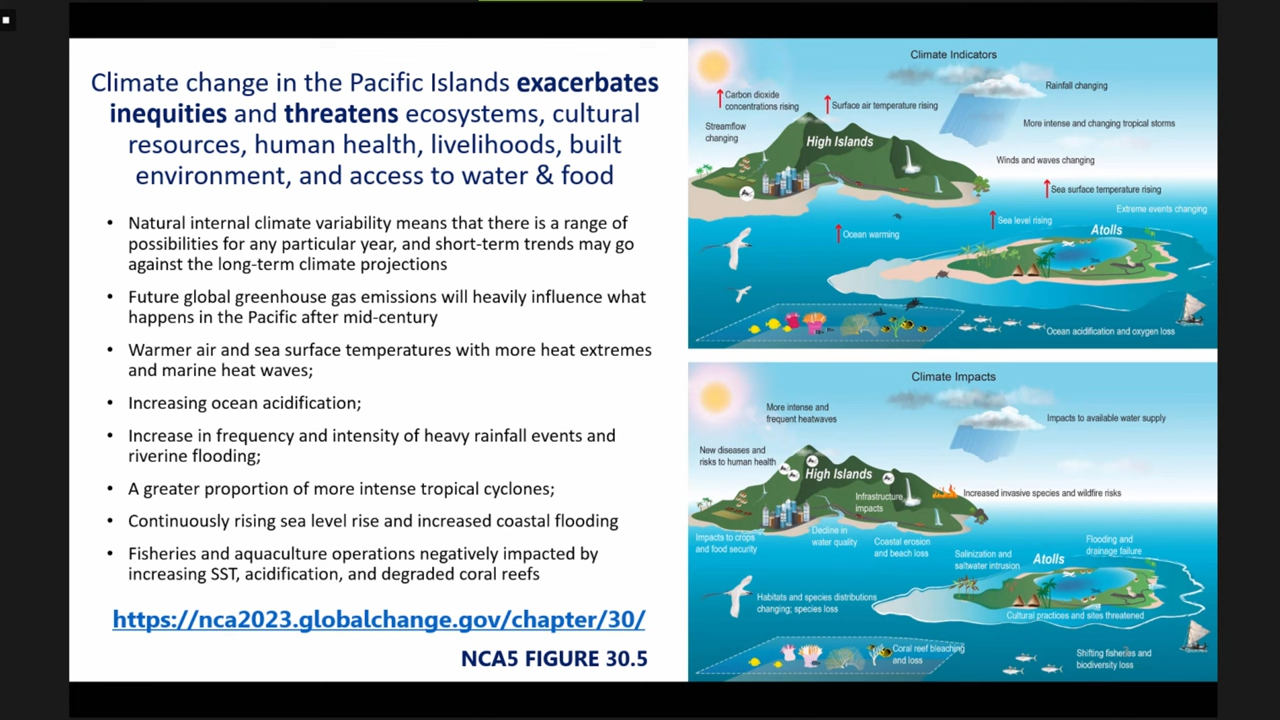 Climate change in the Pacific Islands exacerbates
inequities and threatens ecosystems, cultural
resources, human health, livelihoods, built
environment, and access to water & food
• Natural internal climate variability means that there is a range of
possibilities for any particular year, and short-term trends may go
against the long-term climate projections
• Future global greenhouse gas emissions will heavily influence what
happens in the Pacific after mid-century
• Warmer air and sea surface temperatures with more heat extremes
and marine heat waves;
• Increasing ocean acidification;
• Increase in frequency and intensity of heavy rainfall events and
riverine flooding;
• A greater proportion of more intense tropical cyclones;
• Continuously rising sea level rise and increased coastal flooding
• Fisheries and aquaculture operations negatively impacted by
increasing SST, acidification, and degraded coral reefs
https://nca2023.globalchange.gov/chapter/30/
NCA5 FIGURE 30.5
Climate Indicators
Carbon dioxide
concentrations rising
Surface air temperature rising
Rainfall changing
Streamflow
changing
High Islands
More intense and changing tropical storms
Winds and waves changing
Sea surface temperature rising
Extreme events changing
Sea level rising
Atolls
Ocean warming
Ocean acidification and oxygen loss
Climate Impacts
More intense and
frequent heatwaves
Impacts to available water supply
New diseases and
risks to human health
High Islands
Infrastructure
impacts
Increased invasive species and wildfire risks
Impacts to crops
and food security
Decline in
water quality
Coastal erosion
and beach loss
Salinization and
saltwater intrusion
Atolls
Flooding and
drainage failure
Habitats and species distributions
changing; species loss
Cultural practices and sites threatened
Coral reef bleaching
and loss
Shifting fisheries and
biodiversity loss